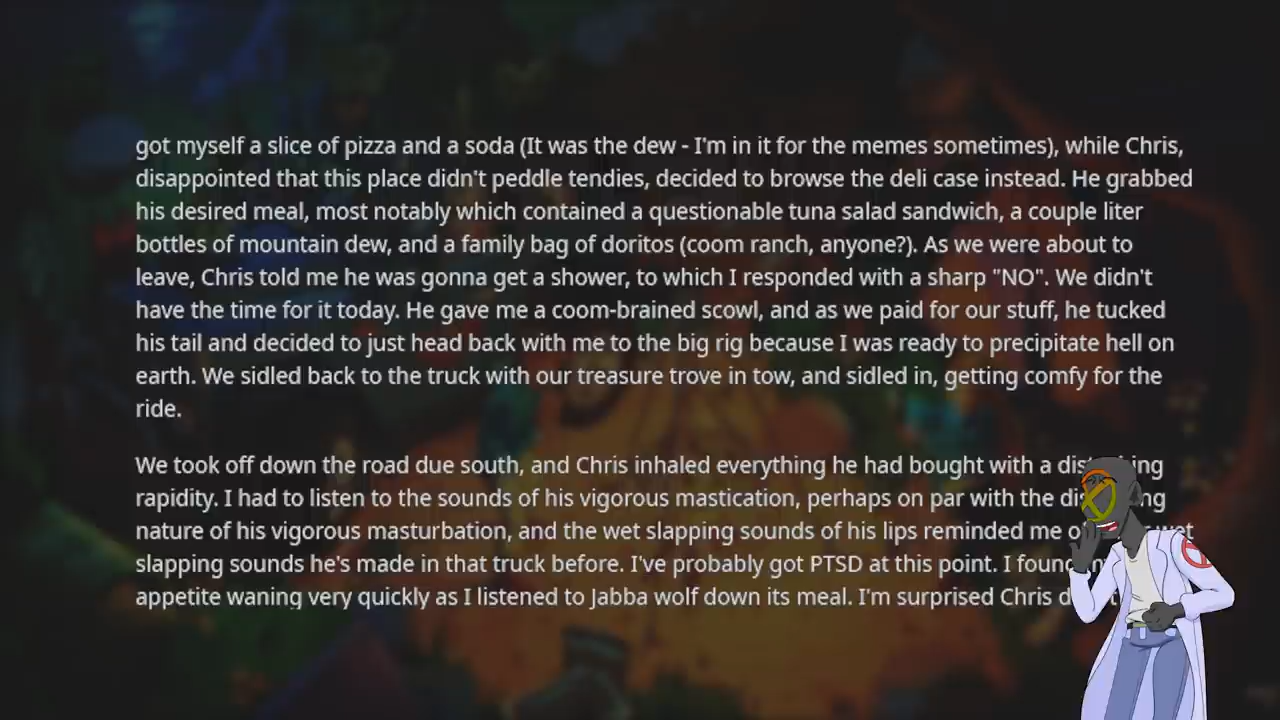 got myself a slice of pizza and a soda (It was the dew - I'm in it for the memes sometimes), while Chris,
disappointed that this place didn't peddle tendies, decided to browse the deli case instead. He grabbed
his desired meal, most notably which contained a questionable tuna salad sandwich, a couple liter
bottles of mountain dew, and a family bag of doritos (coom ranch, anyone?). As we were about to
leave, Chris told me he was gonna get a shower, to which I responded with a sharp "NO". We didn't
have the time for it today. He gave me a coom-brained scowl, and as we paid for our stuff, he tucked
his tail and decided to just head back with me to the big rig because I was ready to precipitate hell on
earth. We sidled back to the truck with our treasure trove in tow, and sidled in, getting comfy for the
ride.
We took off down the road due south, and Chris inhaled everything he had bought with a
rapidity. I had to listen to the sounds of his vigorous mastication, perhaps on par with the
nature of his vigorous masturbation, and the wet slapping sounds of his lips reminded me wet
slapping sounds he's made in that truck before. I've probably got PTSD at this point. I
appetite waning very quickly as I listened to Jabba wolf down its meal. I'm surprised Chris